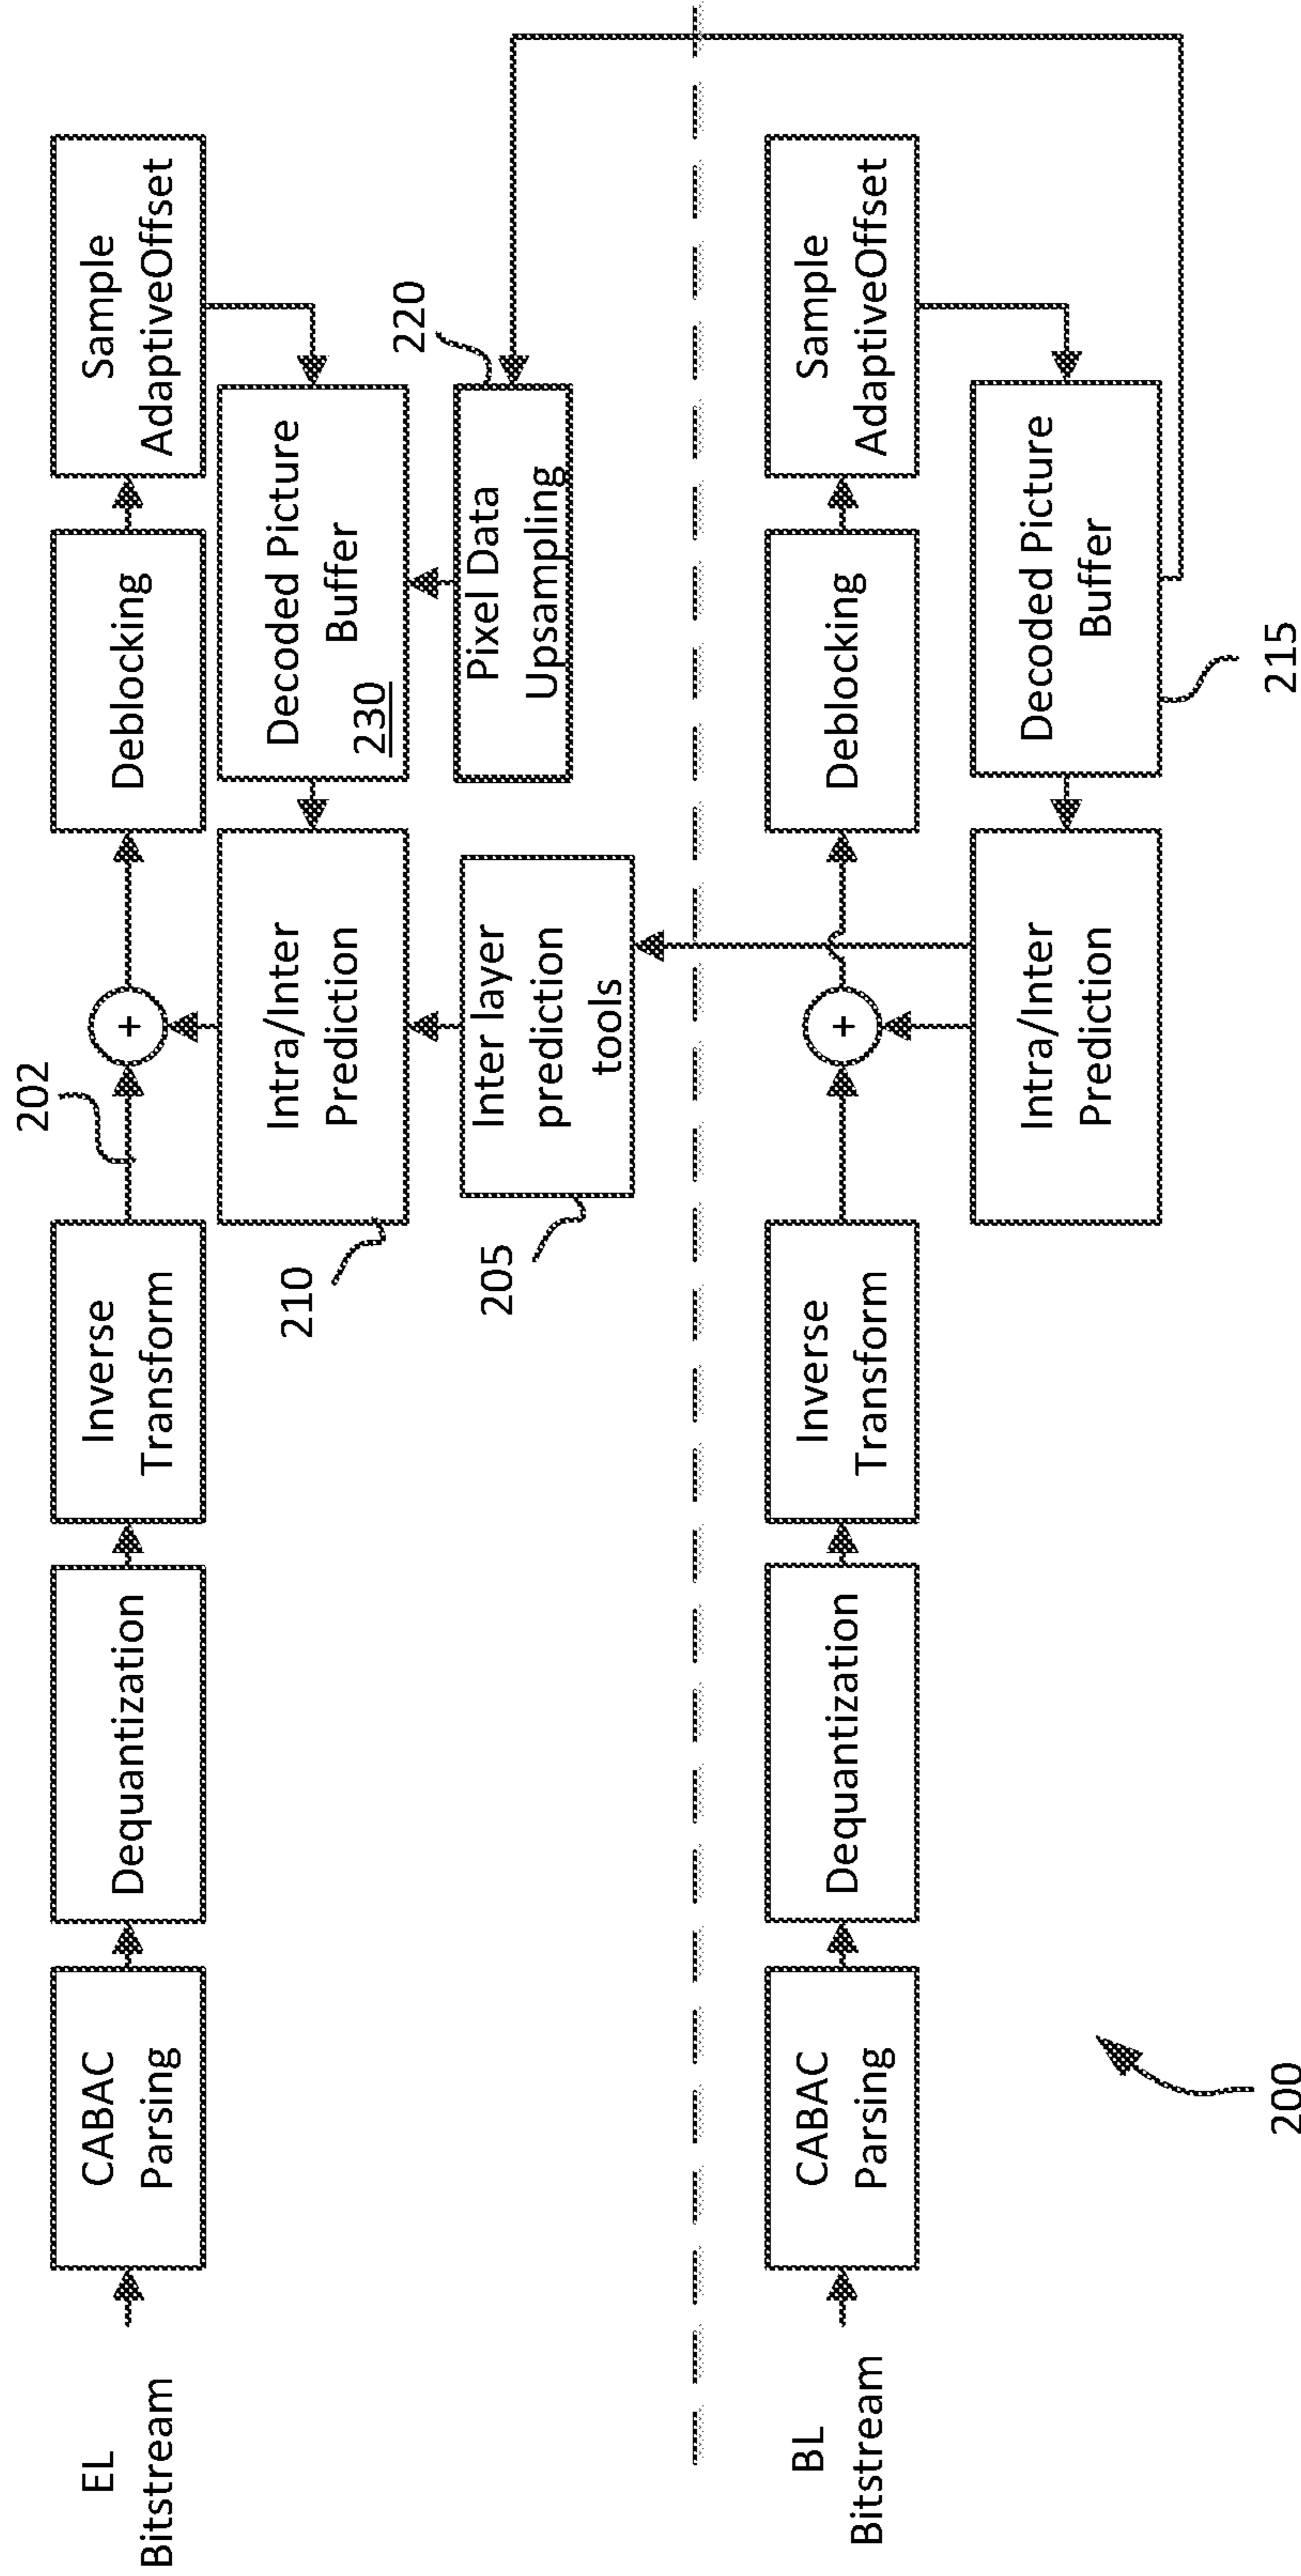 EL
Bitstream
CABAC
Parsing
Dequantization
Inverse
Transform
202
+
Deblocking
Sample
AdaptiveOffset
210
Intra/Inter
Prediction
Decoded Picture
Buffer
230
205
Inter layer
prediction
tools
Pixel Data
Upsampling
220
BL
Bitstream
CABAC
Parsing
Dequantization
Inverse
Transform
+
Deblocking
Sample
AdaptiveOffset
Intra/Inter
Prediction
Decoded Picture
Buffer
215
200